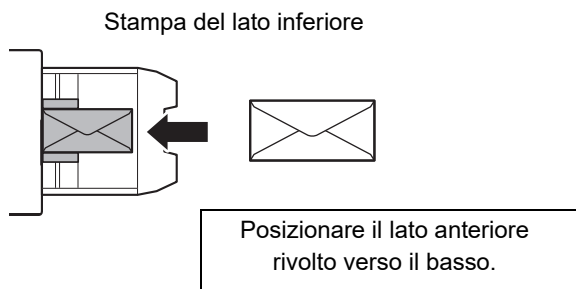 Stampa del lato inferiore
Posizionare il lato anteriore
rivolto verso il basso.